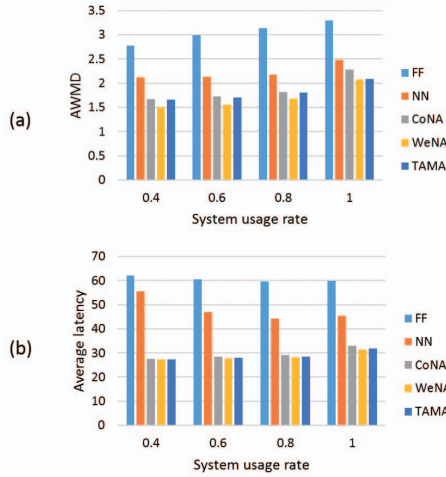 (a)
AWMD
3.5
3
2.5
2
1.5
1
0.5
0
0.4 0.6 0.8 1
System usage rate
FF
NN
CoNA
WeNA
TAMA
(b)
Average latency
70
60
50
40
30
20
10
0
0.4 0.6 0.8 1
System usage rate
FF
NN
CoNA
WeNA
TAMA